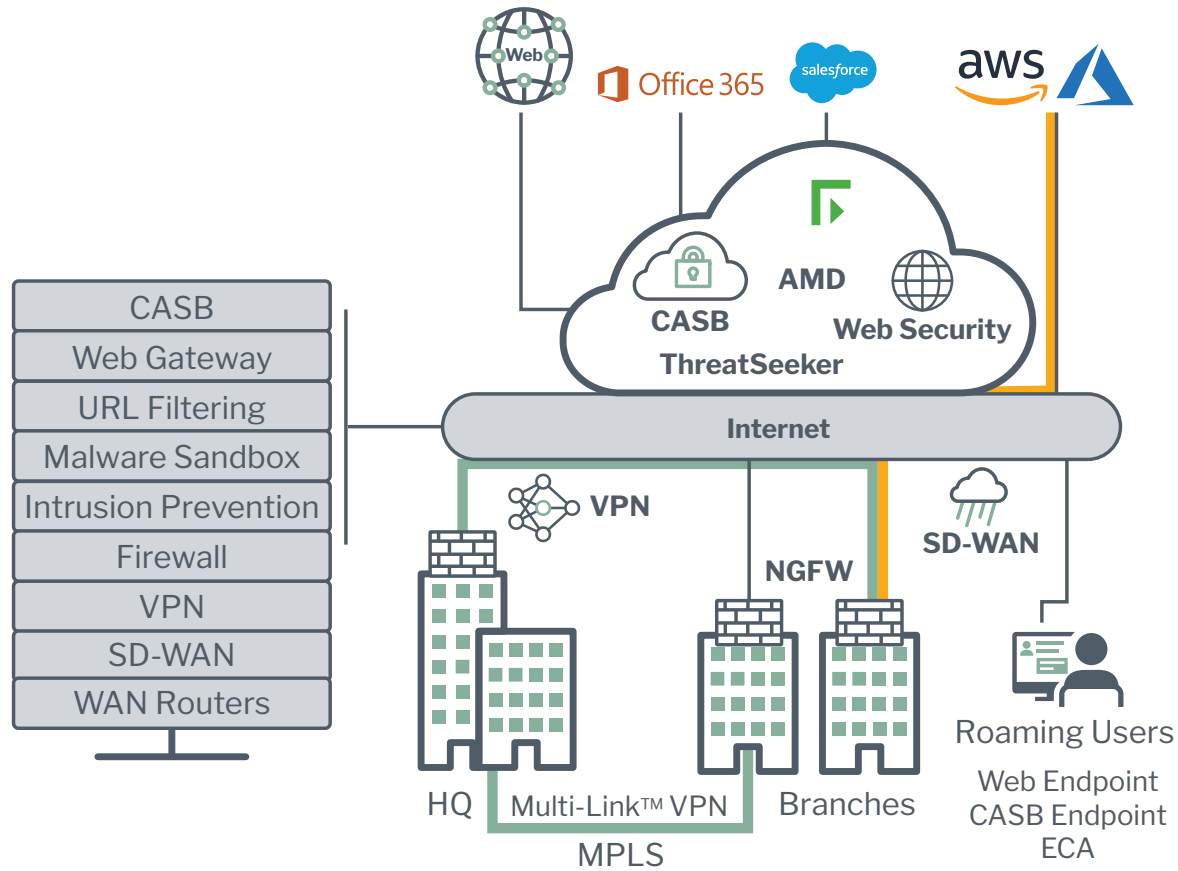 Web
Office 365
salesforce
aws
AMD
CASB
Web Security
ThreatSeeker
CASB
Web Gateway
URL Filtering
Malware Sandbox
Intrusion Prevention
Firewall
VPN
SD-WAN
WAN Routers
Internet
VPN
SD-WAN
NGFW
HQ
Multi-Link™ VPN
MPLS
Branches
Roaming Users
Web Endpoint
CASB Endpoint
ECA